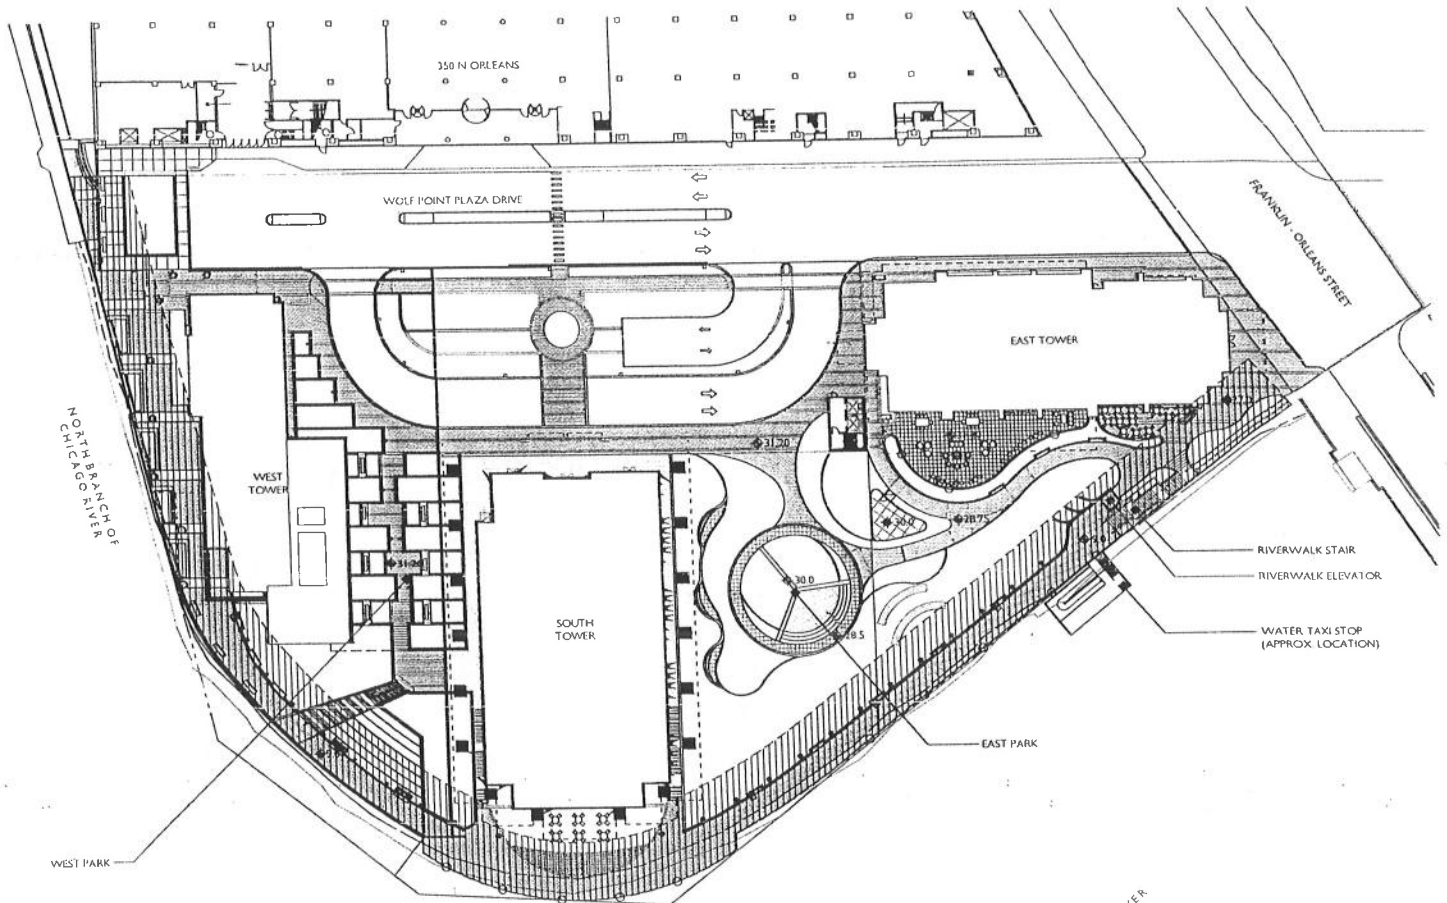 350 N ORLEANS
WOLF POINT PLAZA DRIVE
FRANKLIN - ORLEANS STREET
EAST TOWER
NORTH BRANCH OF
CHICAGO RIVER
WEST
TOWER
31.20
30.0
28.75
31.20
30.0
28.5
SOUTH
TOWER
RIVERWALK STAIR
RIVERWALK ELEVATOR
WATER TAXI STOP
(APPROX. LOCATION)
EAST PARK
WEST PARK